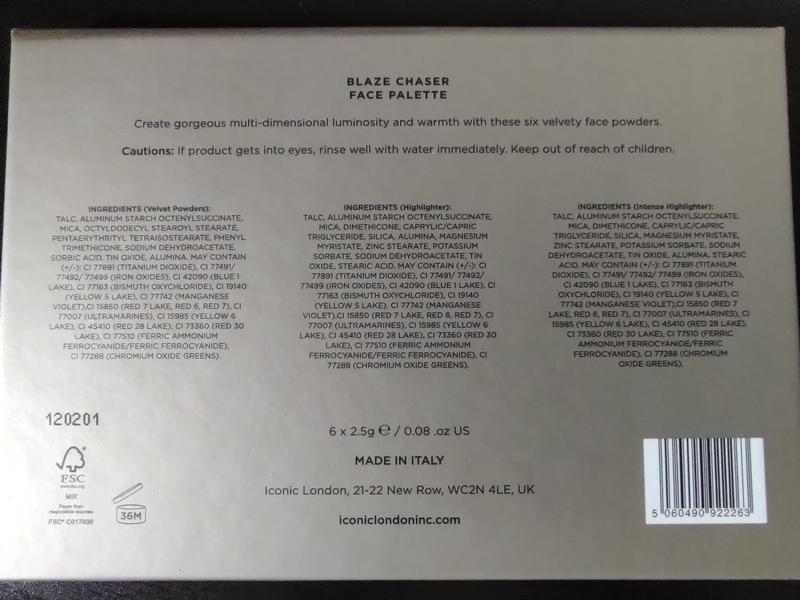 BLAZE CHASER
FACE PALETTE
Create gorgeous multi-dimensional luminosity and warmth with these six velvety face powders.
Cautions: If product gets into eyes, rinse well with water immediately. Keep out of reach of children.
INGREDIENTS (Velvet Powders):
TALC, ALUMINUM STARCH OCTENYLSUCCINATE,
MICA, OCTYLDODECYL STEAROYL STEARATE,
PENTAERYTHRITYL TETRAISOSTEARATE, PHENYL
TRIMETHICONE, SODIUM DEHYDROACETATE,
SORBIC ACID, TIN OXIDE, ALUMINA. MAY CONTAIN
(+/-): CI 77891 (TITANIUM DIOXIDE), CI 77491/
77492/ 77499 (IRON OXIDES), CI 42090 (BLUE 1
LAKE), CI 77163 (BISMUTH OXYCHLORIDE), CI 19140
(YELLOW 5 LAKE), CI 77742 (MANGANESE
VIOLET),CI 15850 (RED 7 LAKE, RED 6, RED 7), CI
77007 (ULTRAMARINES), CI 15985 (YELLOW 6
LAKE), CI 45410 (RED 28 LAKE), CI 73360 (RED 30
LAKE), CI 77510 (FERRIC AMMONIUM
FERROCYANIDE/FERRIC FERROCYANIDE),
CI 77288 (CHROMIUM OXIDE GREENS).
INGREDIENTS (Highlighter):
TALC, ALUMINUM STARCH OCTENYLSUCCINATE,
MICA, DIMETHICONE, CAPRYLIC/CAPRIC
TRIGLYCERIDE, SILICA, ALUMINA, MAGNESIUM
MYRISTATE, ZINC STEARATE, POTASSIUM
SORBATE, SODIUM DEHYDROACETATE, TIN
OXIDE, STEARIC ACID. MAY CONTAIN (+/-): CI
77891 (TITANIUM DIOXIDE), CI 77491/ 77492/
77499 (IRON OXIDES), CI 42090 (BLUE 1 LAKE), CI
77163 (BISMUTH OXYCHLORIDE), CI 19140
(YELLOW 5 LAKE), CI 77742 (MANGANESE
VIOLET),CI 15850 (RED 7 LAKE, RED 6, RED 7), CI
77007 (ULTRAMARINES), CI 15985 (YELLOW 6
LAKE), CI 45410 (RED 28 LAKE), CI 73360 (RED 30
LAKE), CI 77510 (FERRIC AMMONIUM
FERROCYANIDE/FERRIC FERROCYANIDE), CI
77288 (CHROMIUM OXIDE GREENS).
INGREDIENTS (Intense Highlighter):
TALC, ALUMINUM STARCH OCTENYLSUCCINATE,
MICA, DIMETHICONE, CAPRYLIC/CAPRIC
TRIGLYCERIDE, SILICA, MAGNESIUM MYRISTATE,
ZINC STEARATE, POTASSIUM SORBATE, SODIUM
DEHYDROACETATE, TIN OXIDE, ALUMINA, STEARIC
ACID. MAY CONTAIN (+/-): CI 77891 (TITANIUM
DIOXIDE), CI 77491/ 77492/ 77499 (IRON OXIDES),
CI 42090 (BLUE 1 LAKE), CI 77163 (BISMUTH
OXYCHLORIDE), CI 19140 (YELLOW 5 LAKE), CI
77742 (MANGANESE VIOLET),CI 15850 (RED 7
LAKE, RED 6, RED 7), CI 77007 (ULTRAMARINES), CI
15985 (YELLOW 6 LAKE), CI 45410 (RED 28 LAKE),
CI 73360 (RED 30 LAKE), CI 77510 (FERRIC
AMMONIUM FERROCYANIDE/FERRIC
FERROCYANIDE), CI 77288 (CHROMIUM
OXIDE GREENS).
120201
6 x 2.5g ℮ / 0.08 .oz US
MADE IN ITALY
Iconic London, 21-22 New Row, WC2N 4LE, UK
iconiclondoninc.com
FSC
www.fsc.org
MIX
Paper from
responsible sources
FSC® C017606
36M
5 060490 922263